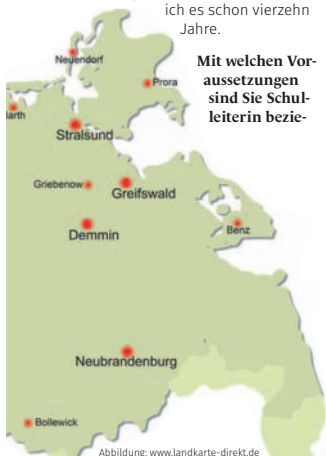 ich es schon vierzehn
Jahre.
Mit welchen Vor-
aussetzungen
sind Sie Schul-
leiterin bezie-
Neuendorf
Prora
arth
Stralsund
Griebenow
Greifswald
Demmin
Benz
Neubrandenburg
Bollewick
Abbildung: www.landkarte-direkt.de